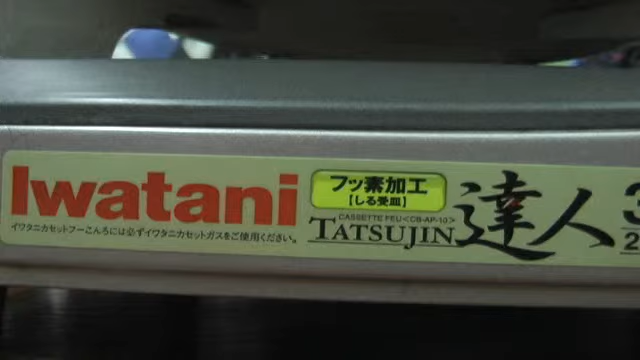 Iwatani
イワタニカセットフーこんろには必ずイワタニカセットガスをご使用ください。
フッ素加工
[しる受皿]
CASSETTE FEU<CB-AP-10>
TATSUJIN
達人
3
2